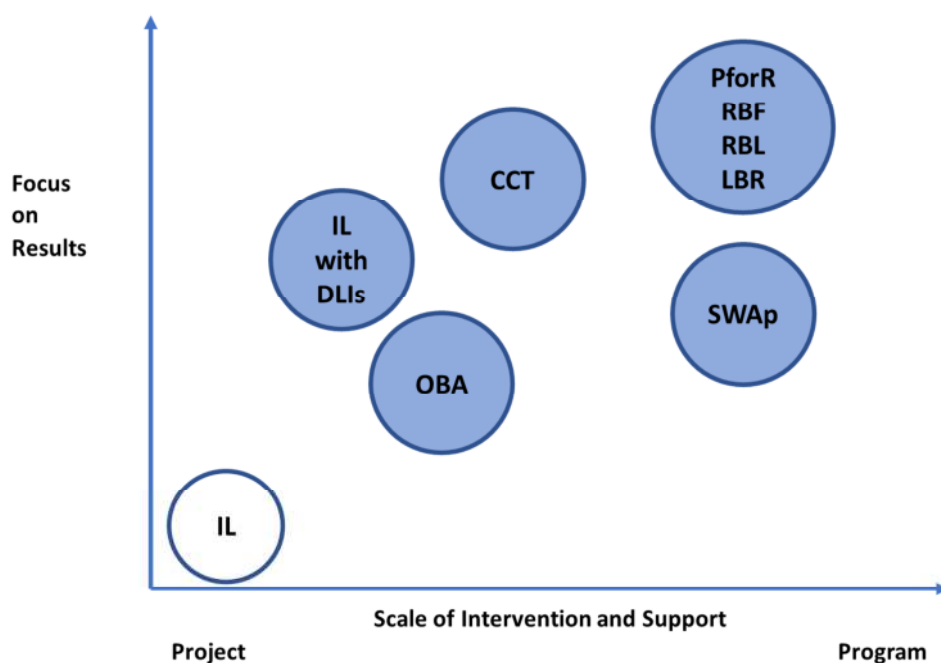 PforR
RBF
RBL
LBR
CCT
Focus
on
Results
IL
with
DLIs
SWAp
OBA
IL
Scale of Intervention and Support
Project
Program